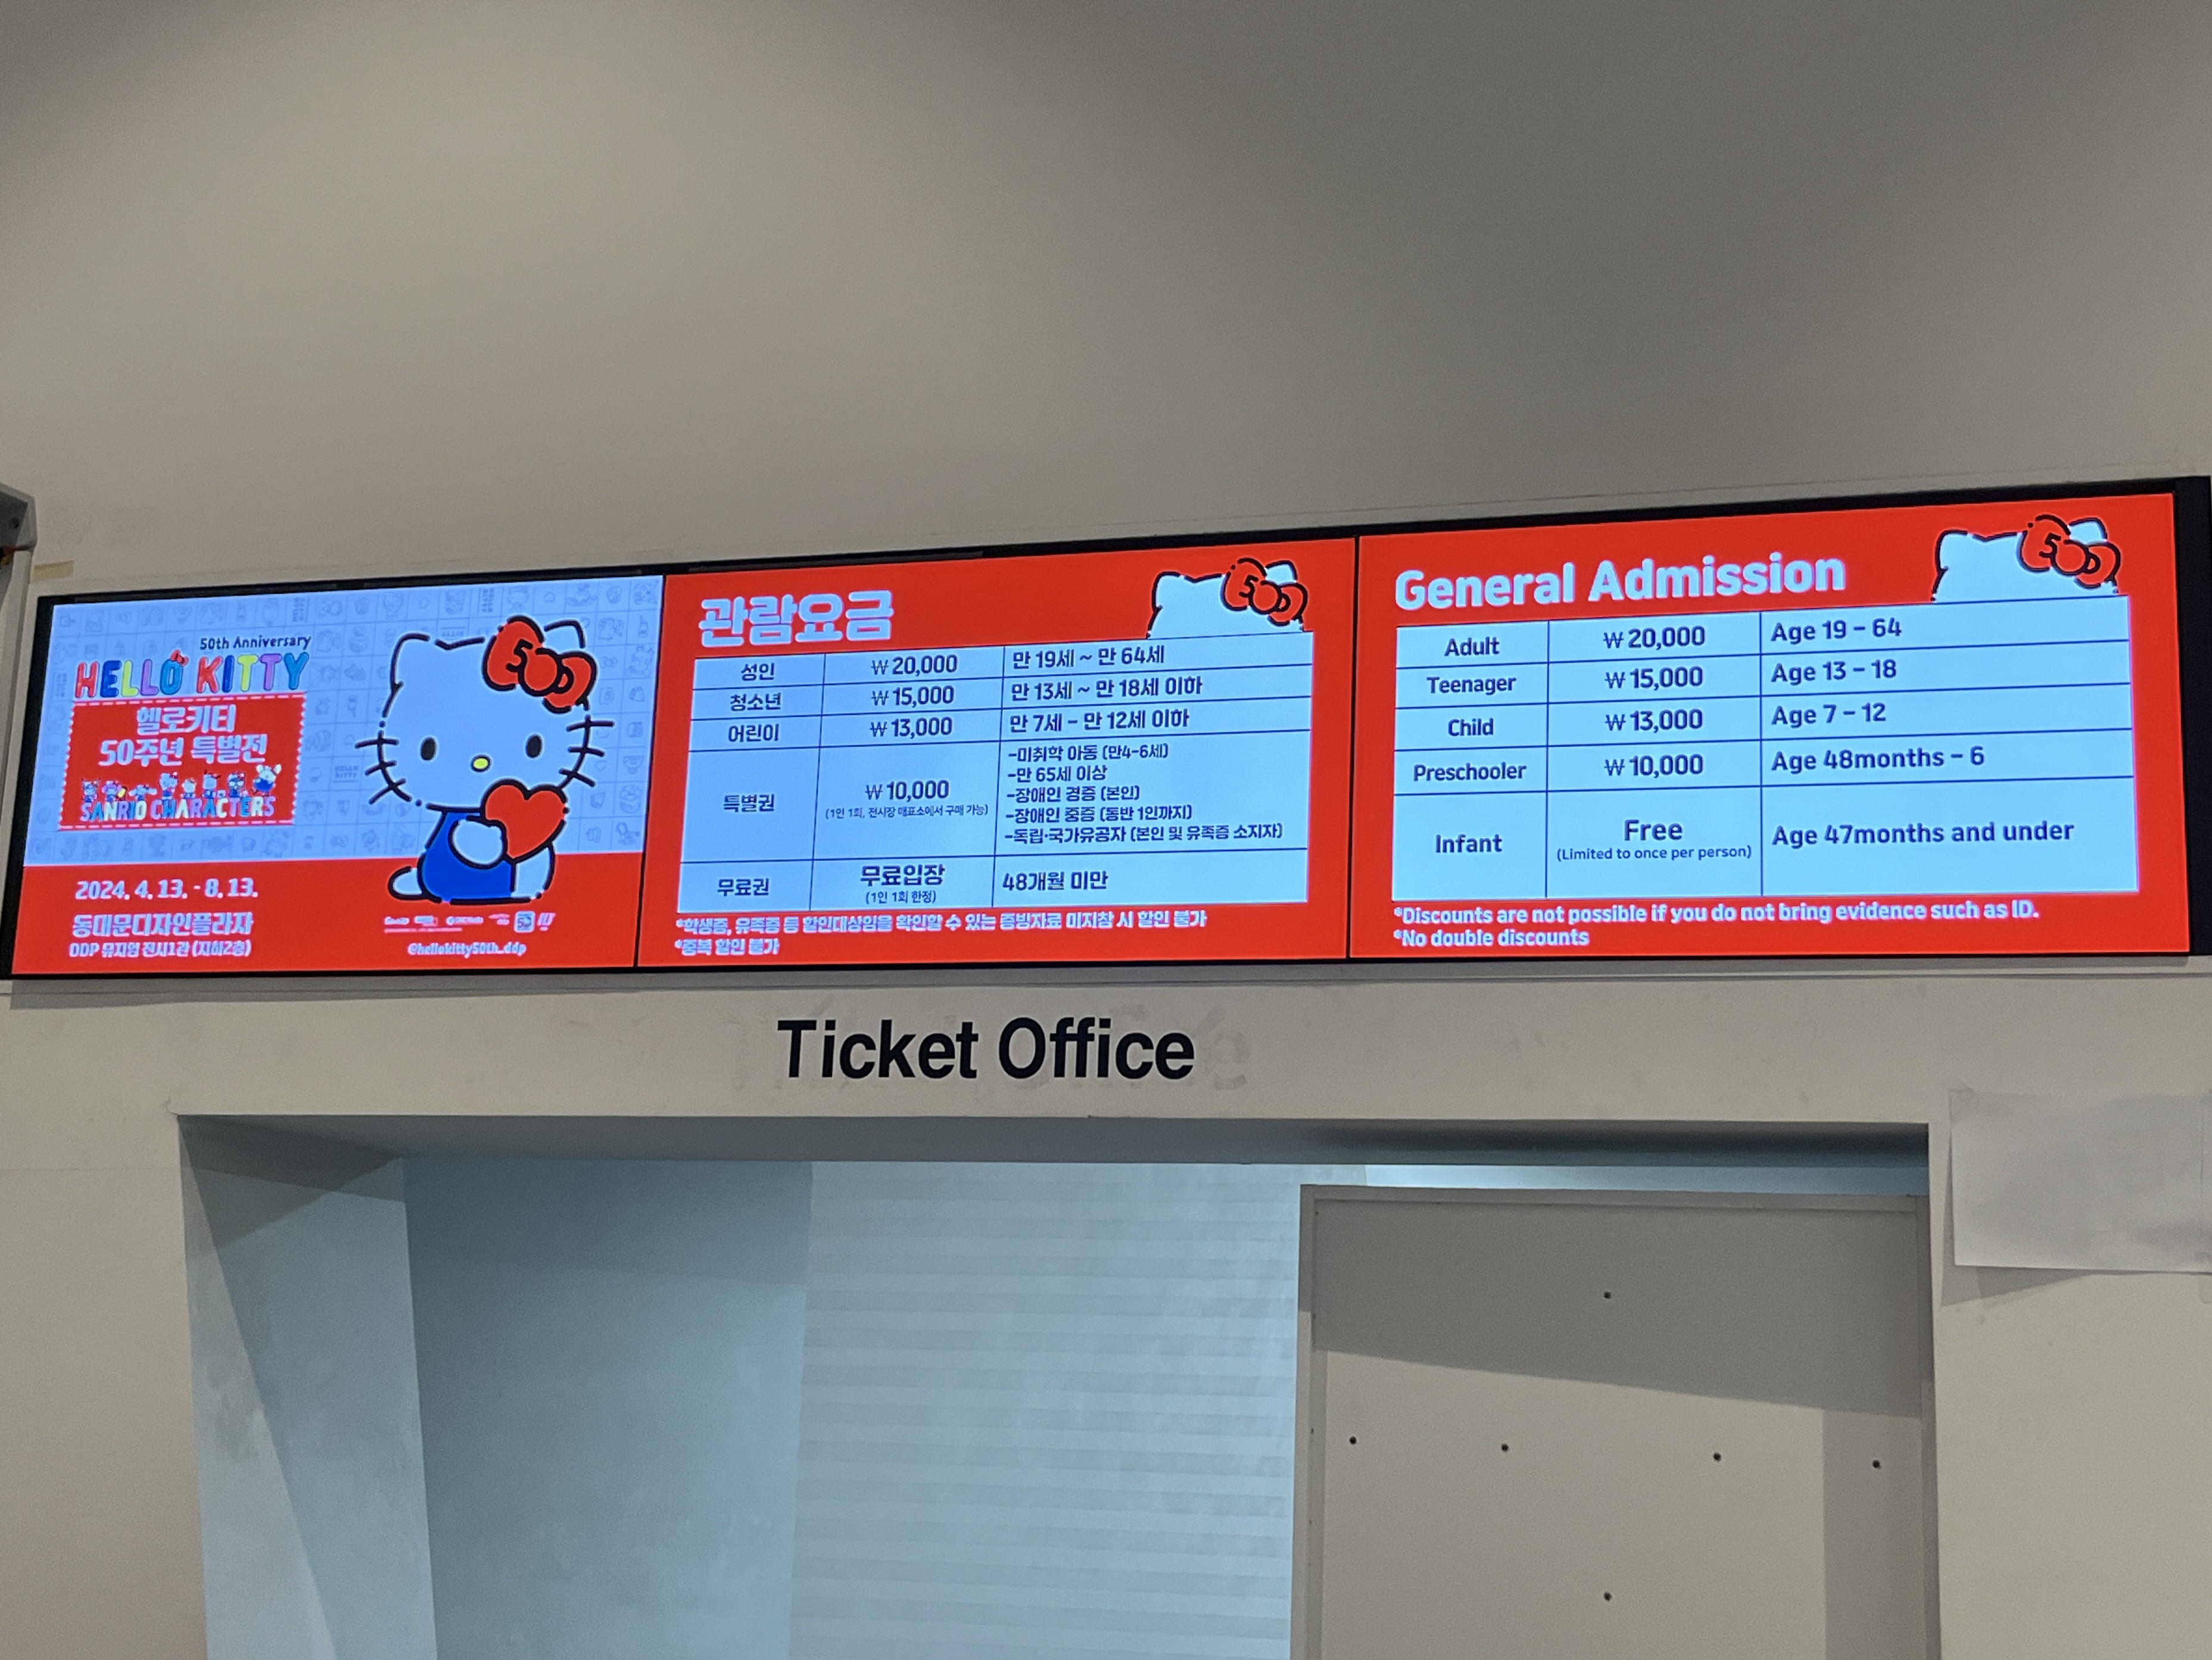 50th Anniversary
HELLO KITTY
헬로키티
50주년 특별전
SANRIO CHARACTERS
50
2024. 4. 13. - 8. 13.
동대문디자인플라자
DDP 뮤지엄 전시1관 (지하2층)
@hellokitty50th_ddp
관람요금
50
성인 ₩ 20,000 만 19세 ~ 만 64세
청소년 ₩ 15,000 만 13세 ~ 만 18세 이하
어린이 ₩ 13,000 만 7세 - 만 12세 이하
특별권 ₩ 10,000
(1인 1회, 전시장 매표소에서 구매 가능)
-미취학 아동 (만4-6세)
-만 65세 이상
-장애인 경증 (본인)
-장애인 중증 (동반 1인까지)
-독립·국가유공자 (본인 및 유족증 소지자)
무료권 무료입장 48개월 미만
(1인 1회 한정)
*학생증, 유족증 등 할인대상임을 확인할 수 있는 증빙자료 미지참 시 할인 불가
*중복 할인 불가
General Admission
50
Adult ₩ 20,000 Age 19 - 64
Teenager ₩ 15,000 Age 13 - 18
Child ₩ 13,000 Age 7 - 12
Preschooler ₩ 10,000 Age 48months - 6
Infant Free Age 47months and under
(Limited to once per person)
*Discounts are not possible if you do not bring evidence such as ID.
*No double discounts
Ticket Office